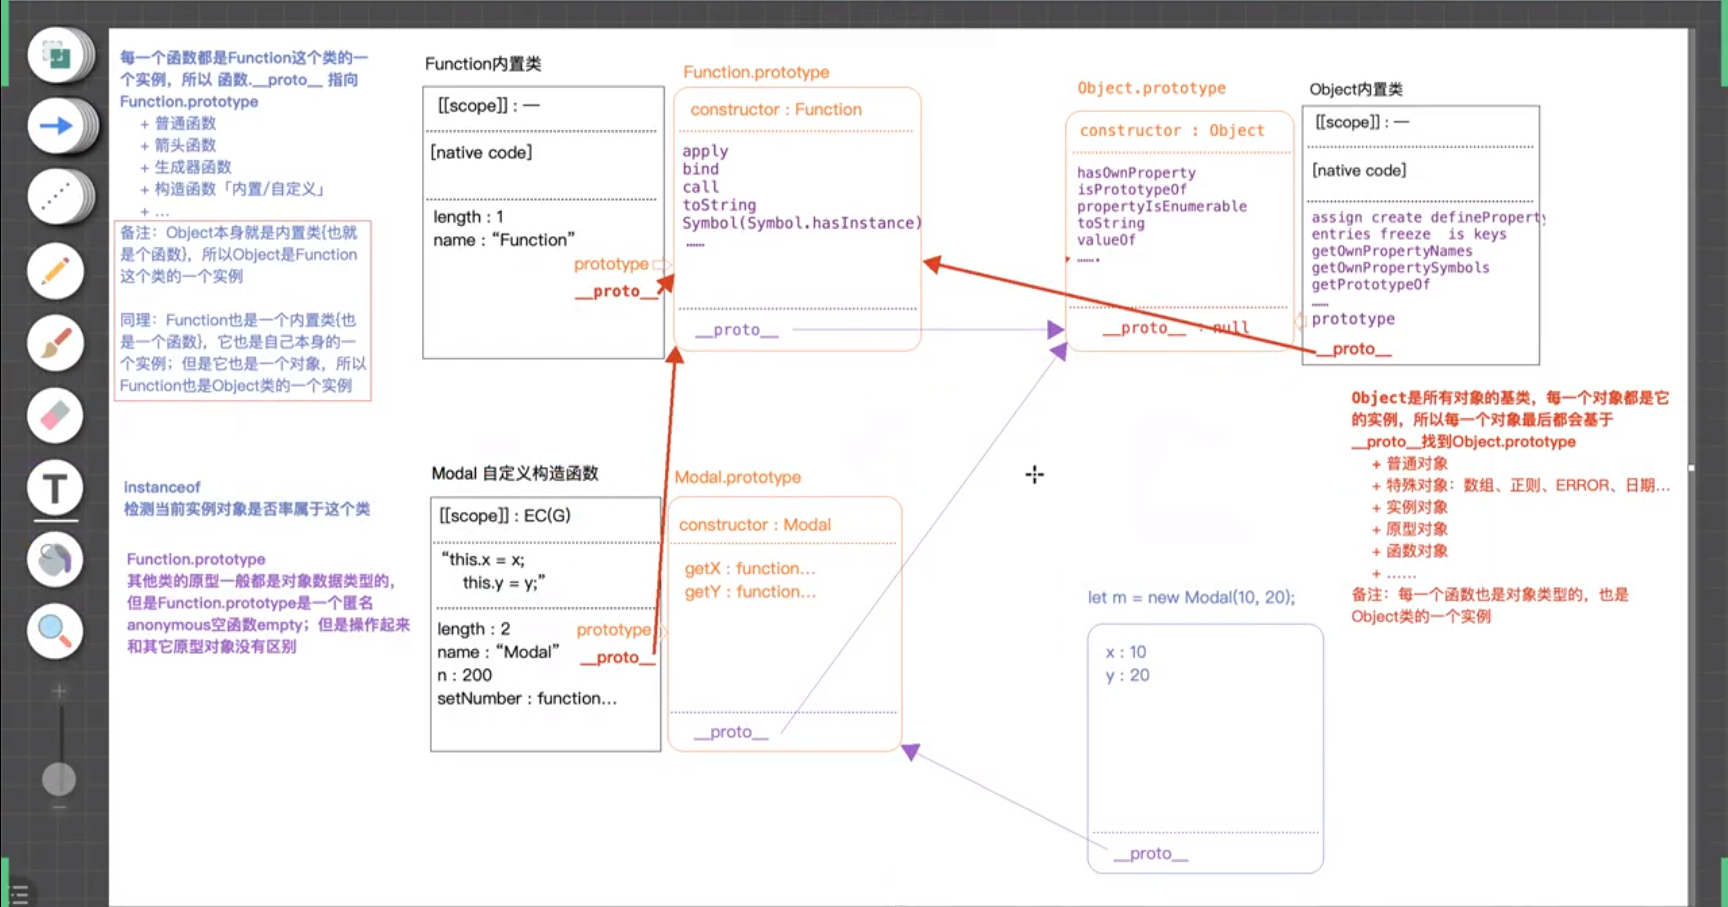 每一个函数都是Function这个类的一
个实例，所以 函数.__proto__ 指向
Function.prototype
+ 普通函数
+ 箭头函数
+ 生成器函数
+ 构造函数「内置/自定义」
+ ...
备注：Object本身就是内置类{也就
是个函数}，所以Object是Function
这个类的一个实例
同理：Function也是一个内置类{也
是一个函数}，它也是自己本身的一
个实例；但是它也是一个对象，所以
Function也是Object类的一个实例
instanceof
检测当前实例对象是否率属于这个类
Function.prototype
其他类的原型一般都是对象数据类型的，
但是Function.prototype是一个匿名
anonymous空函数empty；但是操作起来
和其它原型对象没有区别
Function内置类
[[scope]] : —
[native code]
length : 1
name : “Function”
prototype
__proto__
Function.prototype
constructor : Function
apply
bind
call
toString
Symbol(Symbol.hasInstance)
……
__proto__
Object.prototype
constructor : Object
hasOwnProperty
isPrototypeOf
propertyIsEnumerable
toString
valueOf
…….
__proto__ : null
Object内置类
[[scope]] : —
[native code]
assign create defineProperty
entries freeze is keys
getOwnPropertyNames
getOwnPropertySymbols
getPrototypeOf
……
prototype
__proto__
Object是所有对象的基类，每一个对象都是它
的实例，所以每一个对象最后都会基于
__proto__找到Object.prototype
+ 普通对象
+ 特殊对象：数组、正则、ERROR、日期...
+ 实例对象
+ 原型对象
+ 函数对象
+ ……
备注：每一个函数也是对象类型的，也是
Object类的一个实例
Modal 自定义构造函数
[[scope]] : EC(G)
“this.x = x;
this.y = y;”
length : 2
name : “Modal”
n : 200
setNumber : function...
prototype
__proto__
Modal.prototype
constructor : Modal
getX : function...
getY : function...
__proto__
let m = new Modal(10, 20);
x : 10
y : 20
__proto__
T